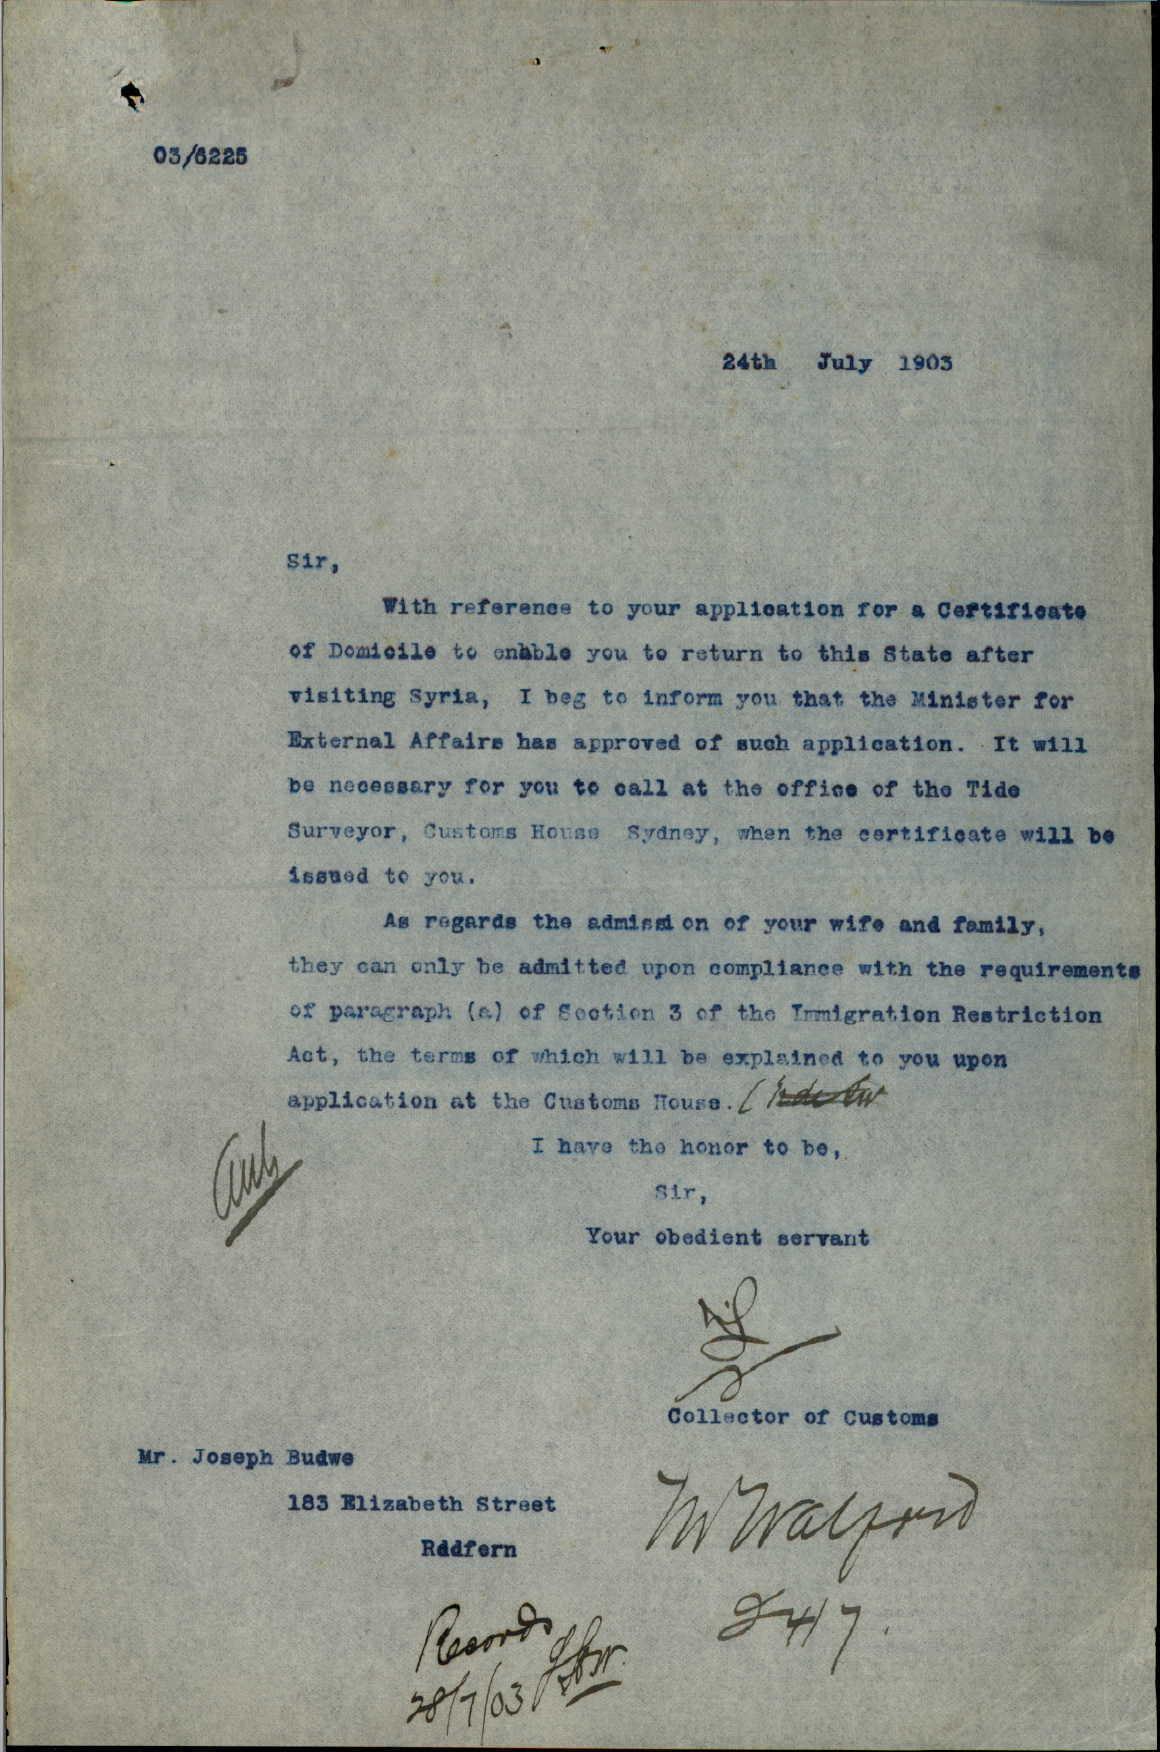 03/6225
24th July 1903
Sir,
With reference to your application for a Certificate
of Domicile to enable you to return to this State after
visiting Syria, I beg to inform you that the Minister for
External Affairs has approved of such application. It will
be necessary for you to call at the office of the Tide
Surveyor, Customs House Sydney, when the certificate will be
issued to you.
As regards the admission of your wife and family,
they can only be admitted upon compliance with the requirements
of paragraph (a) of Section 3 of the Immigration Restriction
Act, the terms of which will be explained to you upon
application at the Customs House.
I have the honor to be,
Sir,
Your obedient servant
Collector of Customs
Mr. Joseph Budwe
183 Elizabeth Street
Rddfern
Mr Walford
24/7.
Records
28/7/03